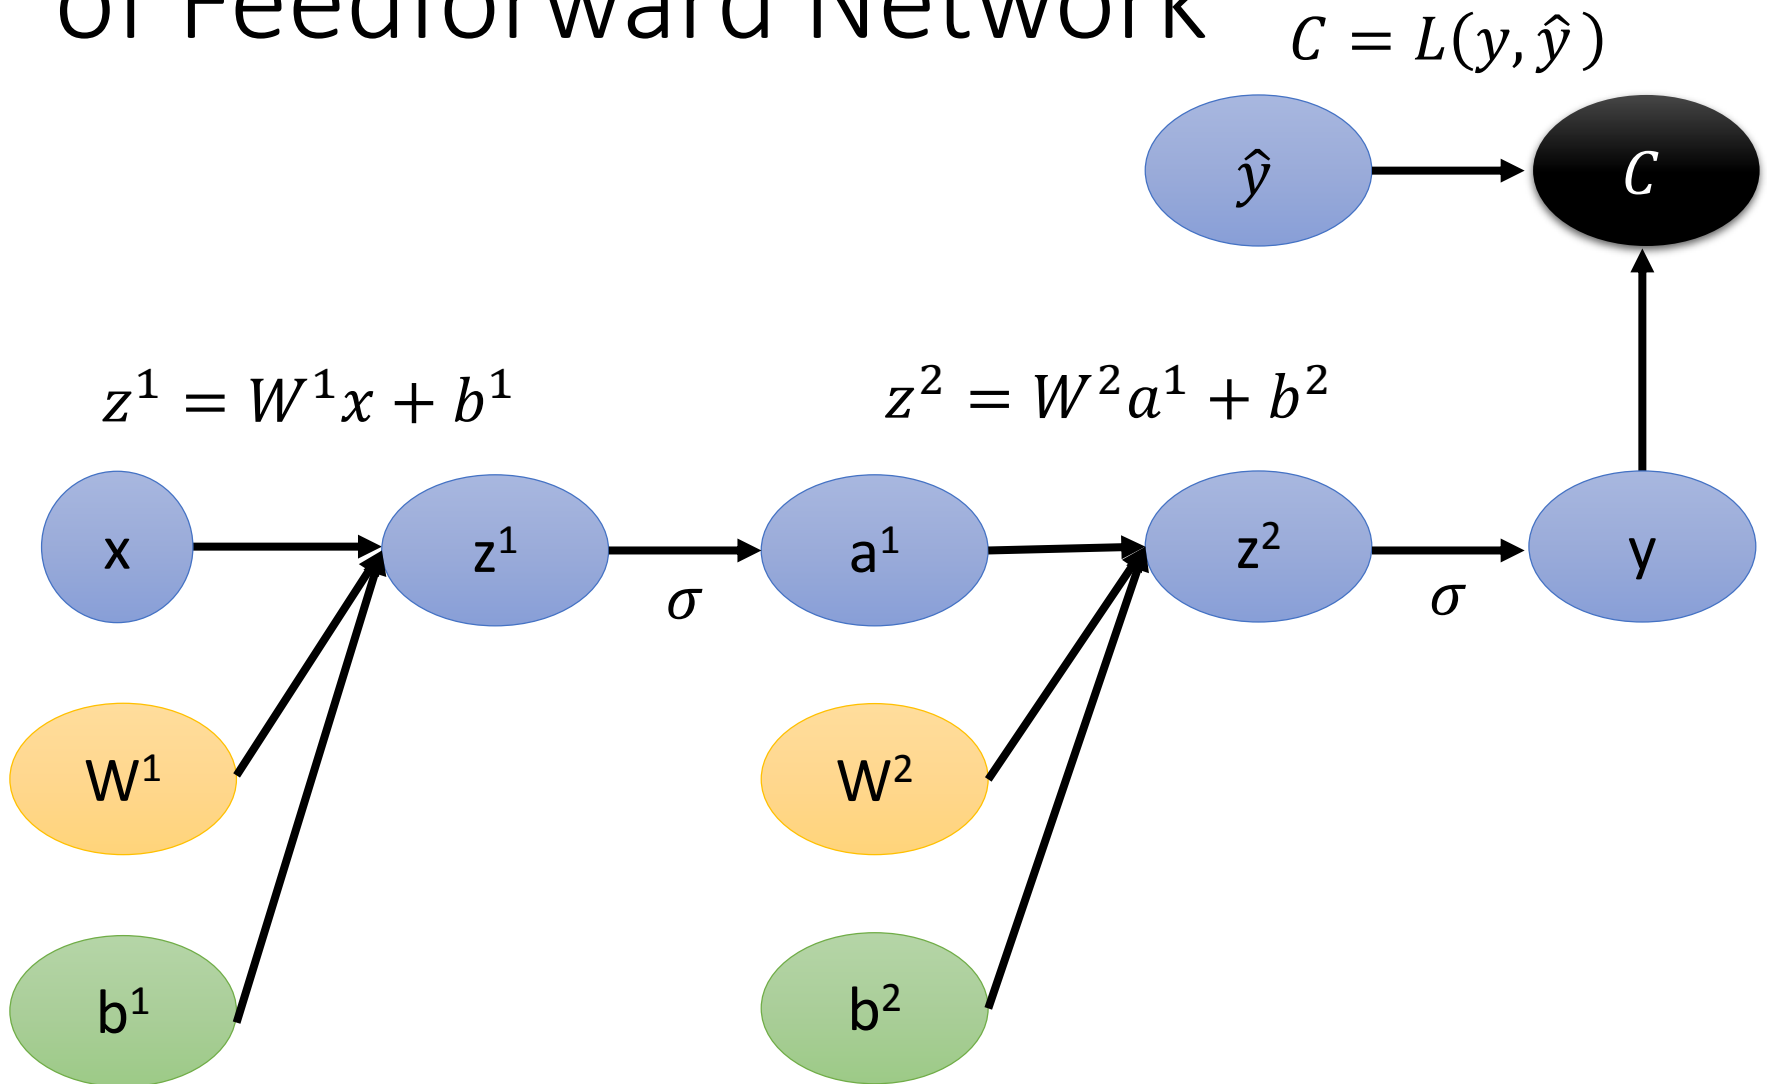 of Feedforward Network
C = L(y, ŷ )
ŷ
C
z¹ = W¹x + b¹
z² = W²a¹ + b²
x
z¹
σ
a¹
z²
σ
y
W¹
W²
b¹
b²